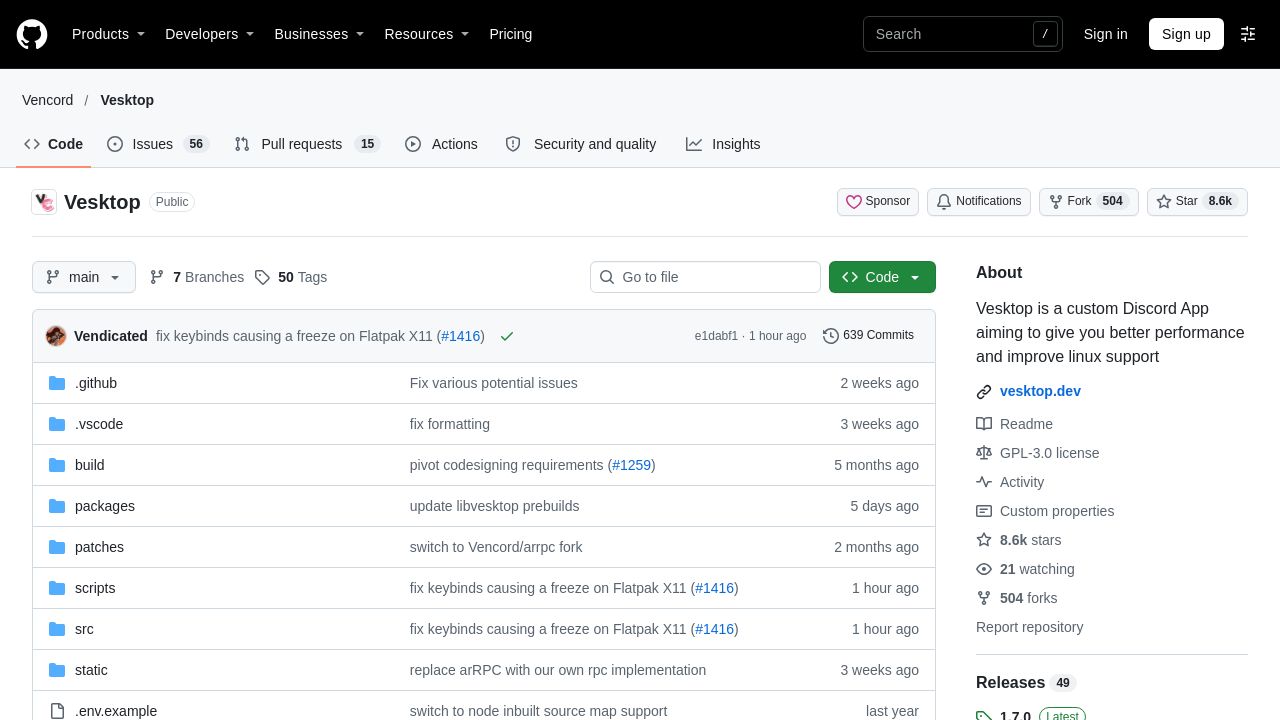 Products Developers Businesses Resources Pricing Search / Sign in Sign up
Vencord / Vesktop
Code Issues 56 Pull requests 15 Actions Security and quality Insights
Vesktop Public Sponsor Notifications Fork 504 Star 8.6k
main 7 Branches 50 Tags Go to file Code
Vendicated fix keybinds causing a freeze on Flatpak X11 (#1416) e1dabf1 · 1 hour ago 639 Commits
.github Fix various potential issues 2 weeks ago
.vscode fix formatting 3 weeks ago
build pivot codesigning requirements (#1259) 5 months ago
packages update libvesktop prebuilds 5 days ago
patches switch to Vencord/arrpc fork 2 months ago
scripts fix keybinds causing a freeze on Flatpak X11 (#1416) 1 hour ago
src fix keybinds causing a freeze on Flatpak X11 (#1416) 1 hour ago
static replace arRPC with our own rpc implementation 3 weeks ago
.env.example switch to node inbuilt source map support last year
About
Vesktop is a custom Discord App
aiming to give you better performance
and improve linux support
vesktop.dev
Readme
GPL-3.0 license
Activity
Custom properties
8.6k stars
21 watching
504 forks
Report repository
Releases 49
1.7.0 Latest